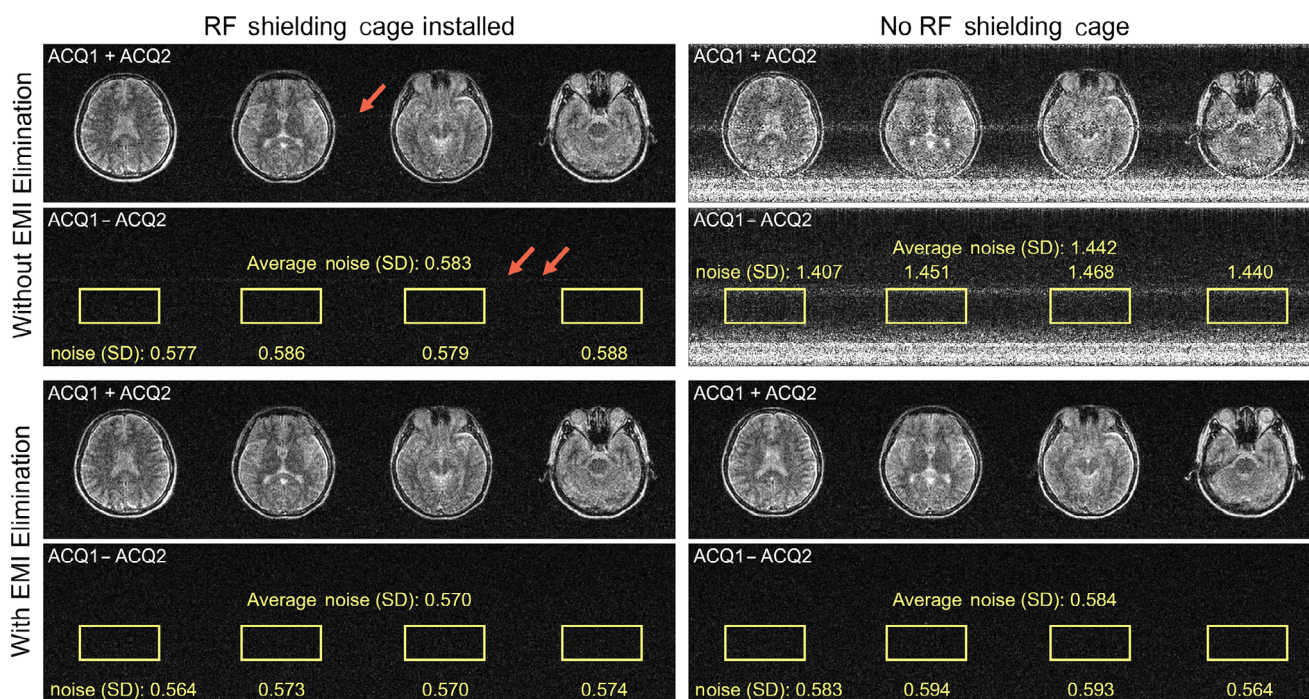 RF shielding cage installed
No RF shielding cage
Without EMI Elimination
ACQ1 + ACQ2
ACQ1 + ACQ2
ACQ1 – ACQ2
Average noise (SD): 0.583
noise (SD): 0.577 0.586 0.579 0.588
ACQ1 – ACQ2
Average noise (SD): 1.442
noise (SD): 1.407 1.451 1.468 1.440
With EMI Elimination
ACQ1 + ACQ2
ACQ1 + ACQ2
ACQ1 – ACQ2
Average noise (SD): 0.570
noise (SD): 0.564 0.573 0.570 0.574
ACQ1 – ACQ2
Average noise (SD): 0.584
noise (SD): 0.583 0.594 0.593 0.564